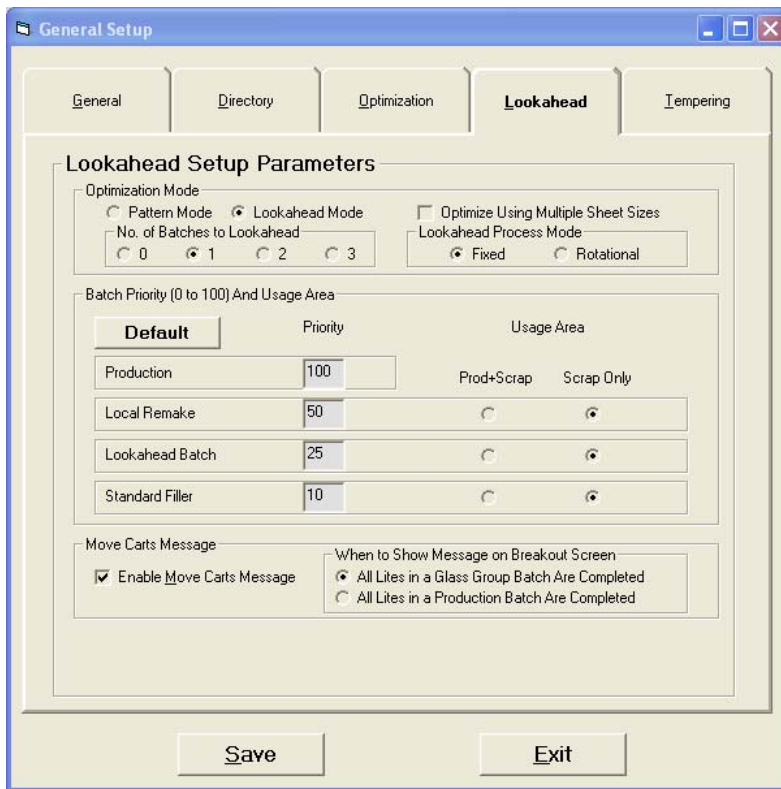 General Setup
General Directory Optimization Lookahead Tempering
Lookahead Setup Parameters
Optimization Mode
Pattern Mode Lookahead Mode Optimize Using Multiple Sheet Sizes
No. of Batches to Lookahead Lookahead Process Mode
0 1 2 3 Fixed Rotational
Batch Priority (0 to 100) And Usage Area
Default Priority Usage Area
Production 100 Prod+Scrap Scrap Only
Local Remake 50
Lookahead Batch 25
Standard Filler 10
Move Carts Message
When to Show Message on Breakout Screen
Enable Move Carts Message All Lites in a Glass Group Batch Are Completed
All Lites in a Production Batch Are Completed
Save Exit